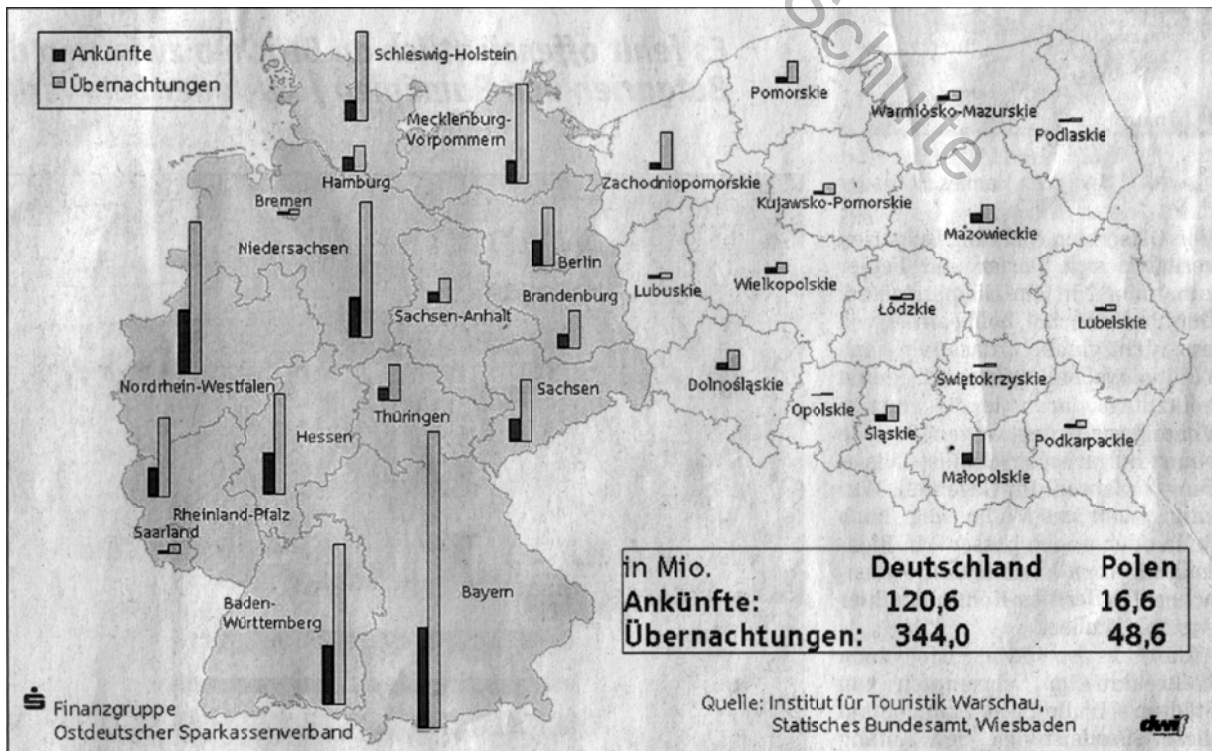 Ankünfte
Übernachtungen
Schleswig-Holstein
Mecklenburg-
Vorpommern
Hamburg
Bremen
Niedersachsen
Berlin
Brandenburg
Sachsen-Anhalt
Nordrhein-Westfalen
Thüringen
Sachsen
Hessen
Rheinland-Pfalz
Saarland
Baden-
Württemberg
Bayern
Pomorskie
Warmiósko-Mazurskie
Podlaskie
Zachodniopomorskie
Kujawsko-Pomorskie
Mazowieckie
Lubuskie
Wielkopolskie
Łódzkie
Lubelskie
Dolnośląskie
Opolskie
Swiętokrzyskie
Śląskie
Podkarpackie
Małopolskie
in Mio. Deutschland Polen
Ankünfte: 120,6 16,6
Übernachtungen: 344,0 48,6
Finanzgruppe
Ostdeutscher Sparkassenverband
Quelle: Institut für Touristik Warschau,
Statisches Bundesamt, Wiesbaden
dwif
Schulte